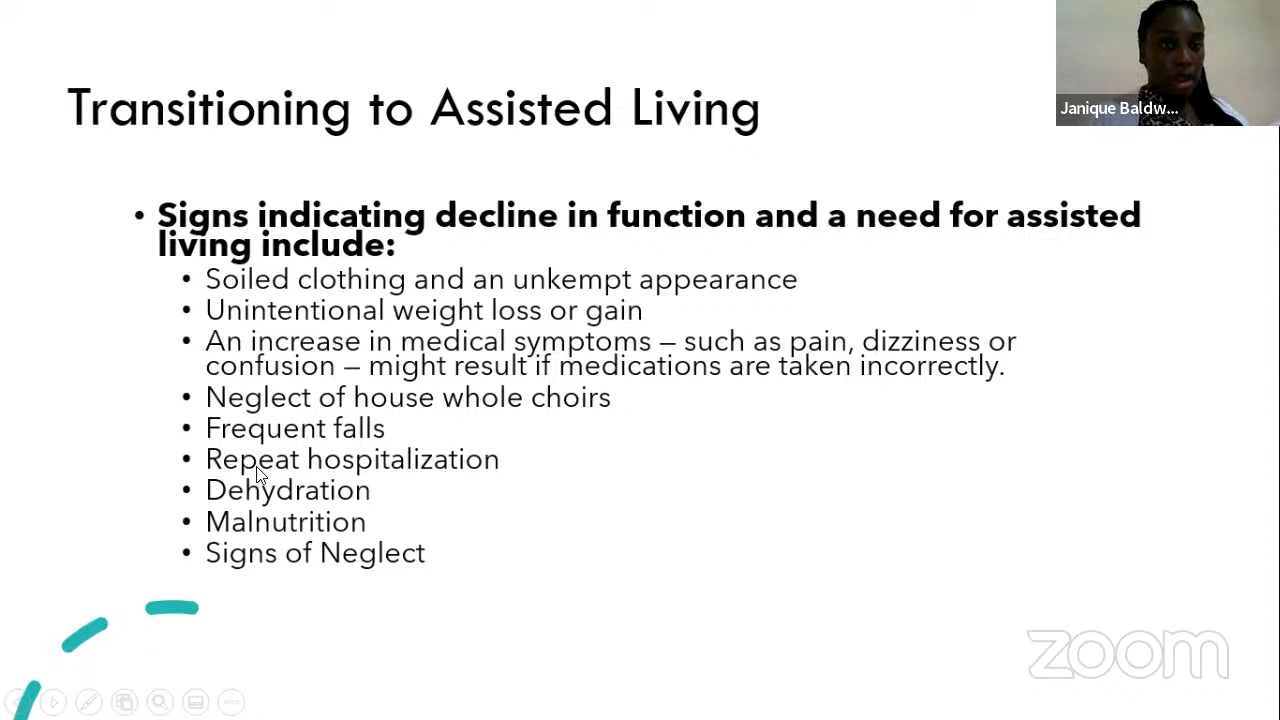 Transitioning to Assisted Living
Janique Baldw...
• Signs indicating decline in function and a need for assisted
living include:
• Soiled clothing and an unkempt appearance
• Unintentional weight loss or gain
• An increase in medical symptoms — such as pain, dizziness or
confusion — might result if medications are taken incorrectly.
• Neglect of house whole choirs
• Frequent falls
• Repeat hospitalization
• Dehydration
• Malnutrition
• Signs of Neglect
zoom